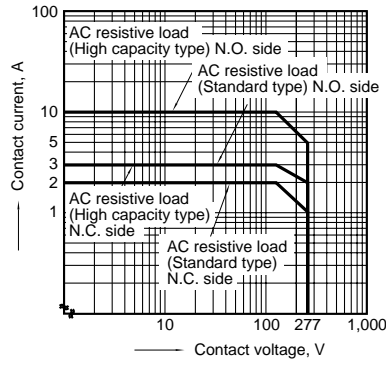 100
AC resistive load
(High capacity type) N.O. side
AC resistive load
(Standard type) N.O. side
10
5
3
2
1
AC resistive load
(High capacity type)
N.C. side
AC resistive load
(Standard type)
N.C. side
10
100
277
1,000
Contact current, A
Contact voltage, V